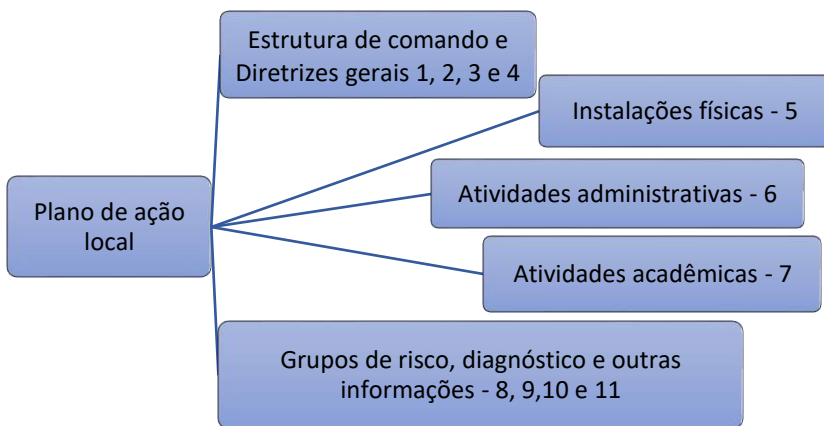 Estrutura de comando e
Diretrizes gerais 1, 2, 3 e 4
Instalações físicas - 5
Atividades administrativas - 6
Plano de ação
local
Atividades acadêmicas - 7
Grupos de risco, diagnóstico e outras
informações - 8, 9,10 e 11